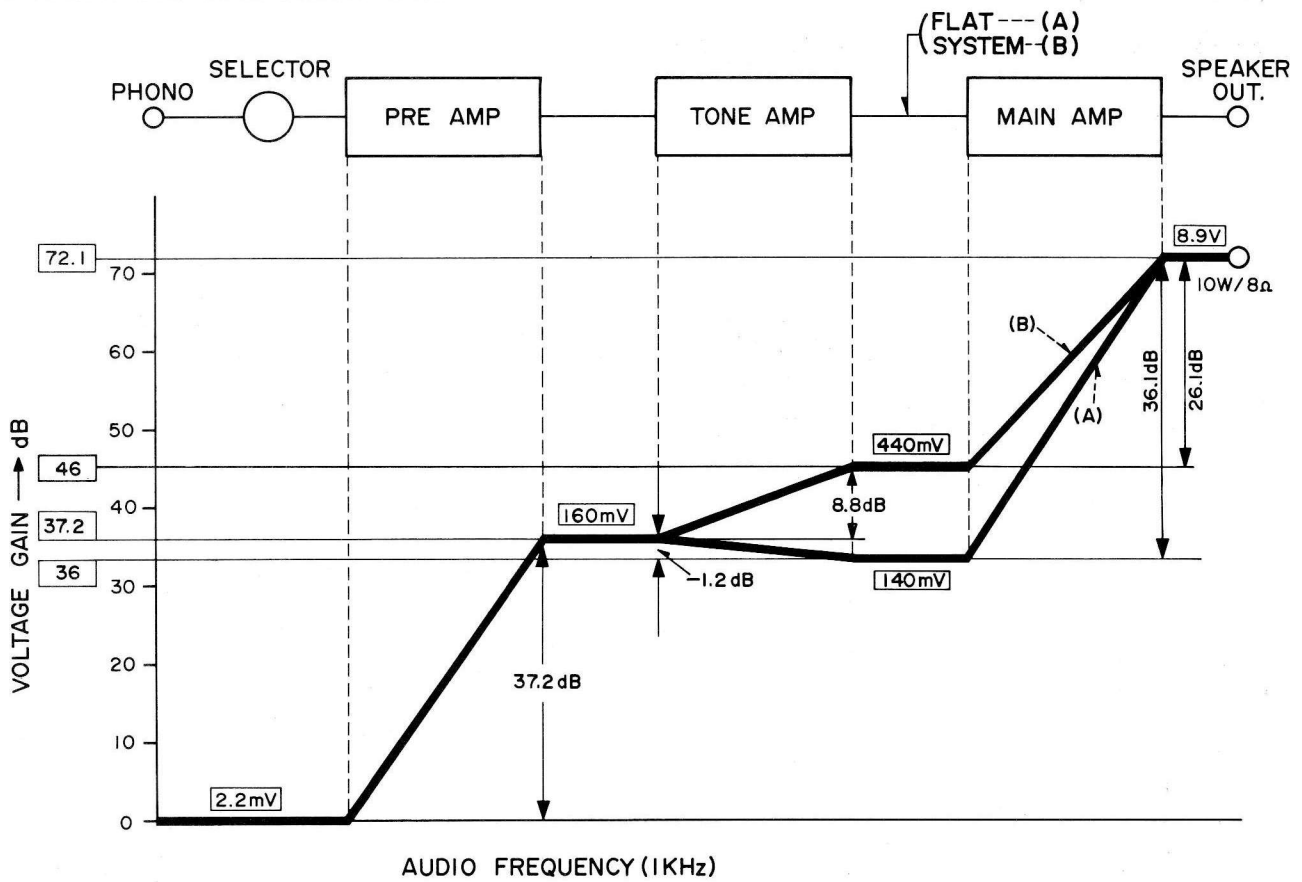 FLAT --- (A)
SYSTEM--(B)
SELECTOR
PHONO
SPEAKER
OUT.
PRE AMP
TONE AMP
MAIN AMP
72.1
8.9V
70
10W/8Ω
60
(B)
36.1dB
26.1dB
(A)
VOLTAGE GAIN → dB
50
440mV
46
8.8dB
40
37.2
160mV
36
-1.2dB
140mV
30
20
37.2dB
10
2.2mV
0
AUDIO FREQUENCY (1KHz)